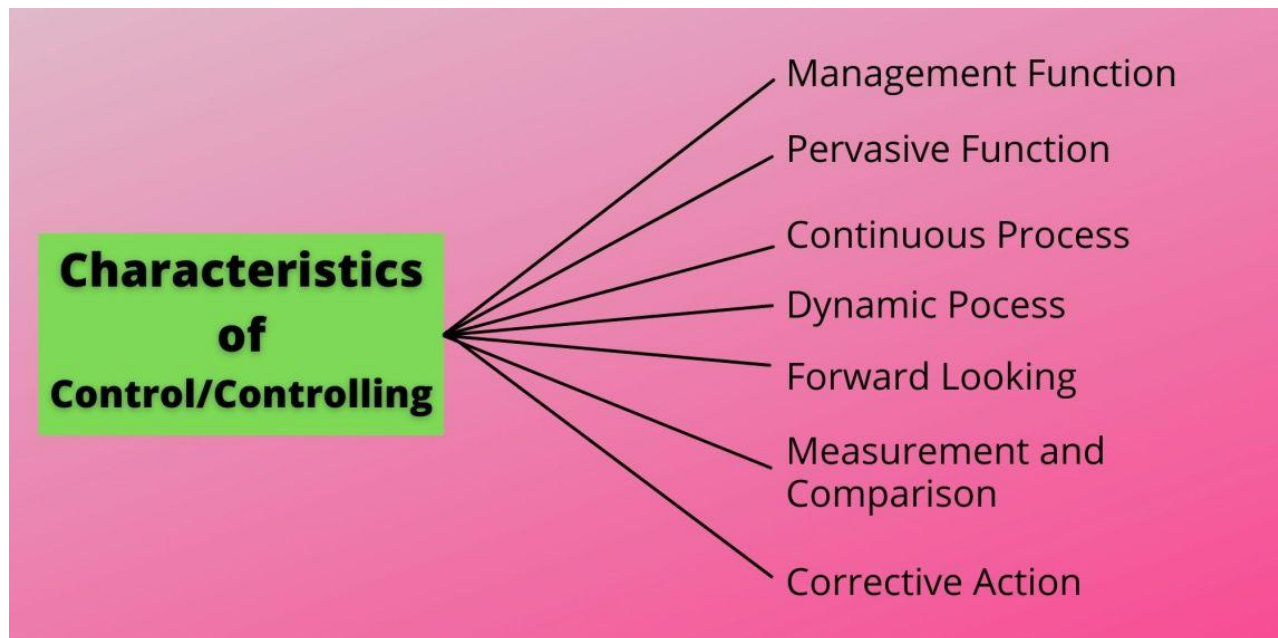 Characteristics
of
Control/Controlling
Management Function
Pervasive Function
Continuous Process
Dynamic Pocess
Forward Looking
Measurement and
Comparison
Corrective Action